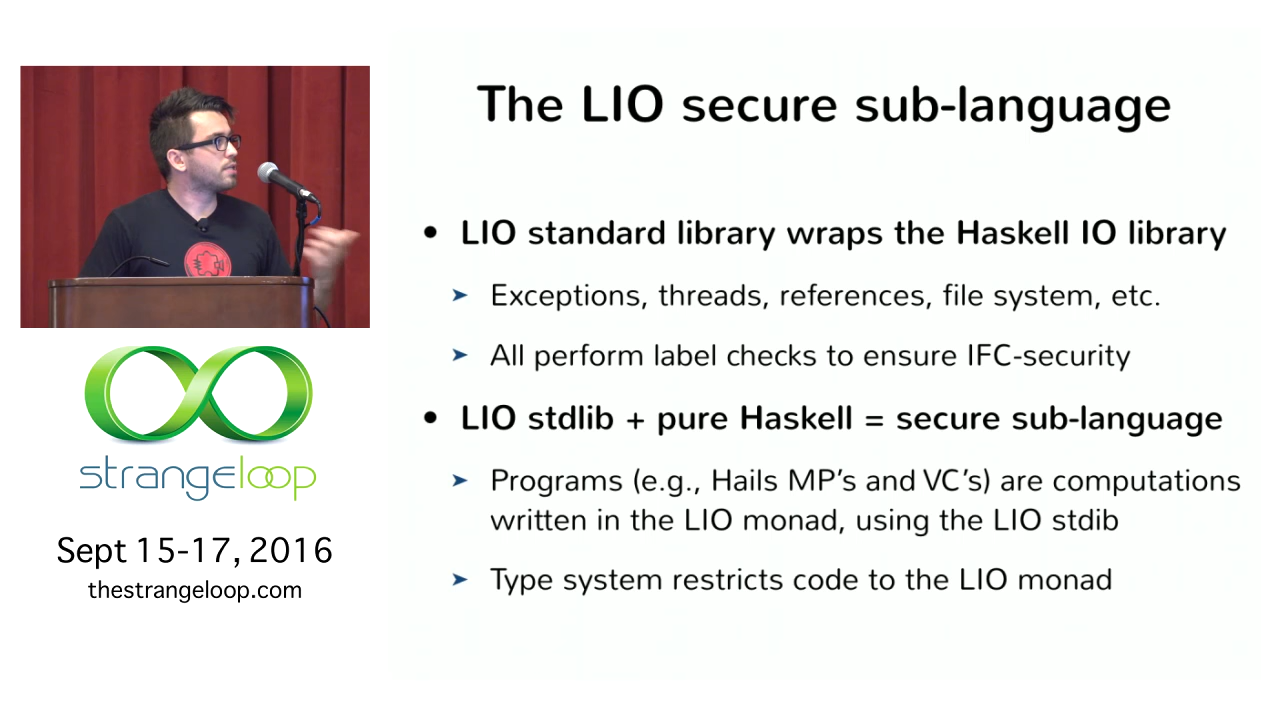 The LIO secure sub-language
• LIO standard library wraps the Haskell IO library
➤ Exceptions, threads, references, file system, etc.
➤ All perform label checks to ensure IFC-security
• LIO stdlib + pure Haskell = secure sub-language
➤ Programs (e.g., Hails MP’s and VC’s) are computations
written in the LIO monad, using the LIO stdib
➤ Type system restricts code to the LIO monad
strangeloop
Sept 15-17, 2016
thestrangeloop.com